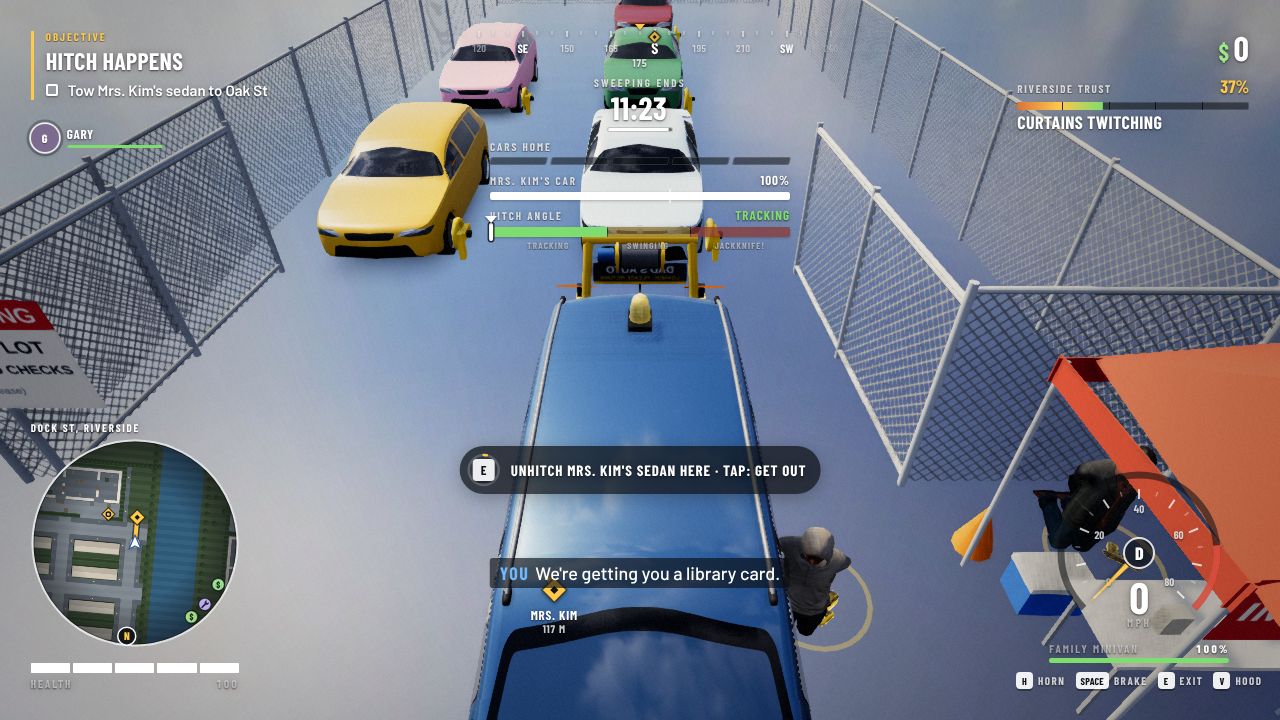 OBJECTIVE
HITCH HAPPENS
Tow Mrs. Kim's sedan to Oak St
G
GARY
120 SE 150 165 S 195 210 SW
175
SWEEPING ENDS
11:23
CARS HOME
MRS. KIM'S CAR 100%
HITCH ANGLE TRACKING
TRACKING SWINGING JACKKNIFE!
$ 0
RIVERSIDE TRUST 37%
CURTAINS TWITCHING
NG
LOT
CHECKS
E UNHITCH MRS. KIM'S SEDAN HERE · TAP: GET OUT
YOU We're getting you a library card.
MRS. KIM
117 M
DOCK ST, RIVERSIDE
$
$
N
HEALTH 100
20 40 60 80
D
0
MPH
FAMILY MINIVAN 100%
H HORN SPACE BRAKE E EXIT V HOOD